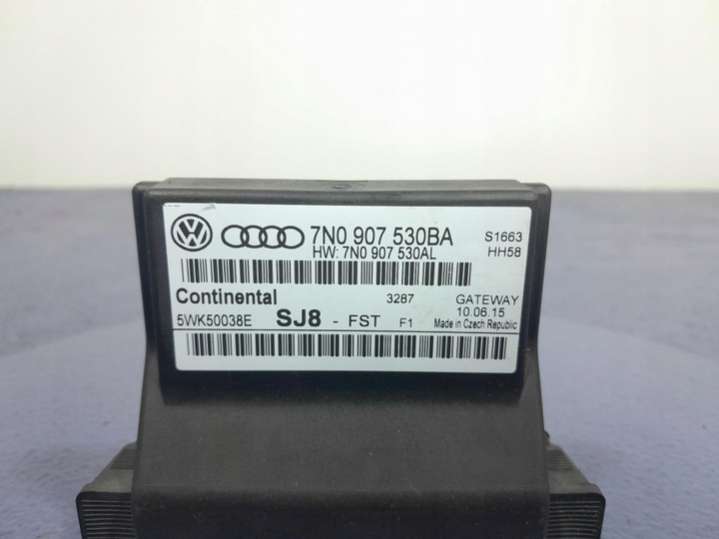 7N0 907 530BA S1663
HW: 7N0 907 530AL HH58
Continental 3287 GATEWAY
5WK50038E SJ8 - FST F1 10.06.15
Made in Czech Republic